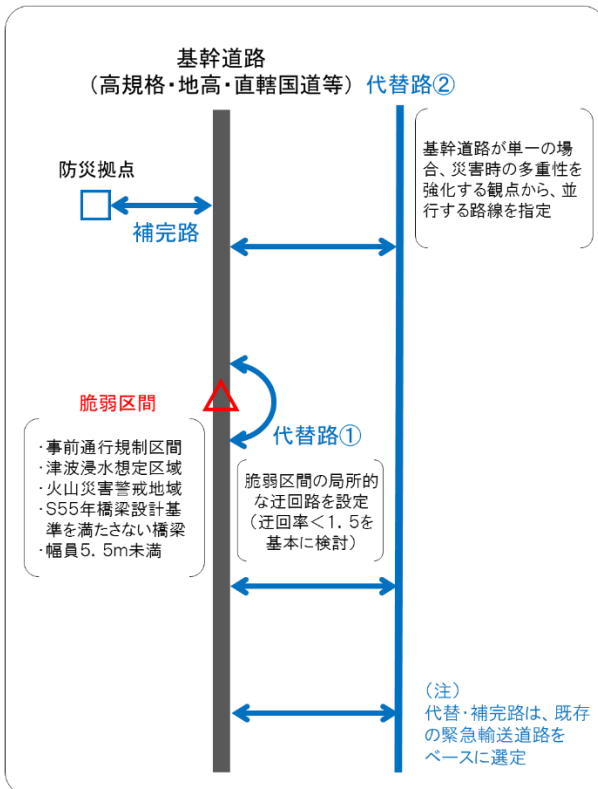 基幹道路
（高規格・地高・直轄国道等）
代替路②
基幹道路が単一の場
合、災害時の多重性を
強化する観点から、並
行する路線を指定
防災拠点
補完路
脆弱区間
・事前通行規制区間
・津波浸水想定区域
・火山災害警戒地域
・S55年橋梁設計基
準を満たさない橋梁
・幅員5．5m未満
代替路①
脆弱区間の局所的
な迂回路を設定
（迂回率＜1．5を
基本に検討）
（注）
代替・補完路は、既存
の緊急輸送道路を
ベースに選定